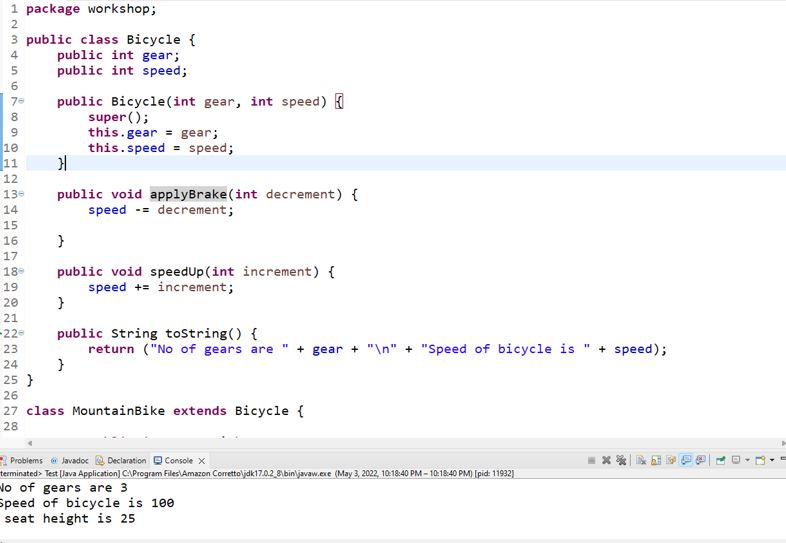 1 package workshop;
2
3 public class Bicycle {
4     public int gear;
5     public int speed;
6
7     public Bicycle(int gear, int speed) {
8         super();
9         this.gear = gear;
10         this.speed = speed;
11     }
12
13     public void applyBrake(int decrement) {
14         speed -= decrement;
15
16     }
17
18     public void speedUp(int increment) {
19         speed += increment;
20     }
21
22     public String toString() {
23         return ("No of gears are " + gear + "\n" + "Speed of bicycle is " + speed);
24     }
25 }
26
27 class MountainBike extends Bicycle {
28
Problems Javadoc Declaration Console
terminated> Test [Java Application] C:\Program Files\Amazon Corretto\jdk17.0.2_8\bin\javaw.exe (May 3, 2022, 10:18:40 PM – 10:18:40 PM) [pid: 11932]
No of gears are 3
Speed of bicycle is 100
seat height is 25